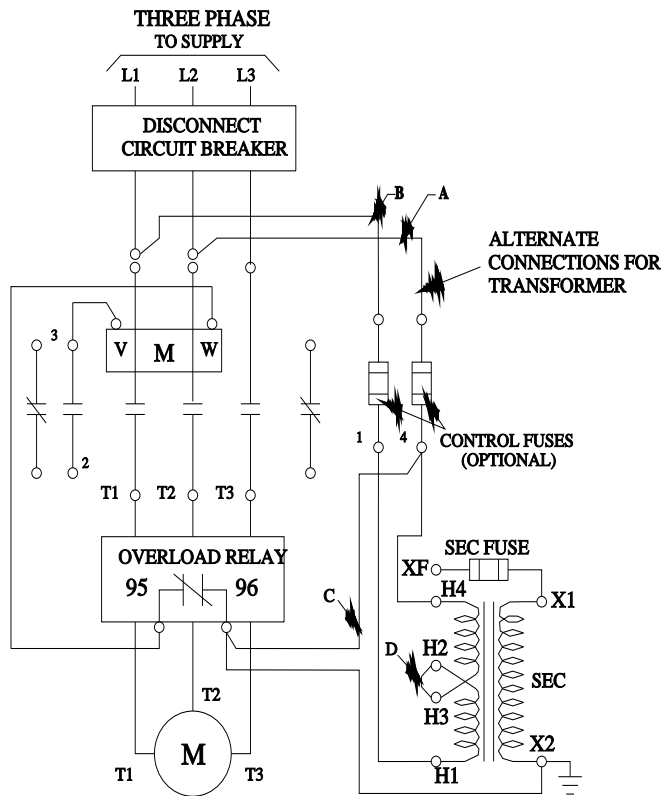 THREE PHASE
TO SUPPLY
L1 L2 L3
DISCONNECT
CIRCUIT BREAKER
B A
ALTERNATE
CONNECTIONS FOR
TRANSFORMER
3 V M W
1 4 CONTROL FUSES
(OPTIONAL)
2
T1 T2 T3
OVERLOAD RELAY
95 96
SEC FUSE
XF
H4 X1
C
D H2
SEC
H3
T2
M
T1 T3
H1 X2